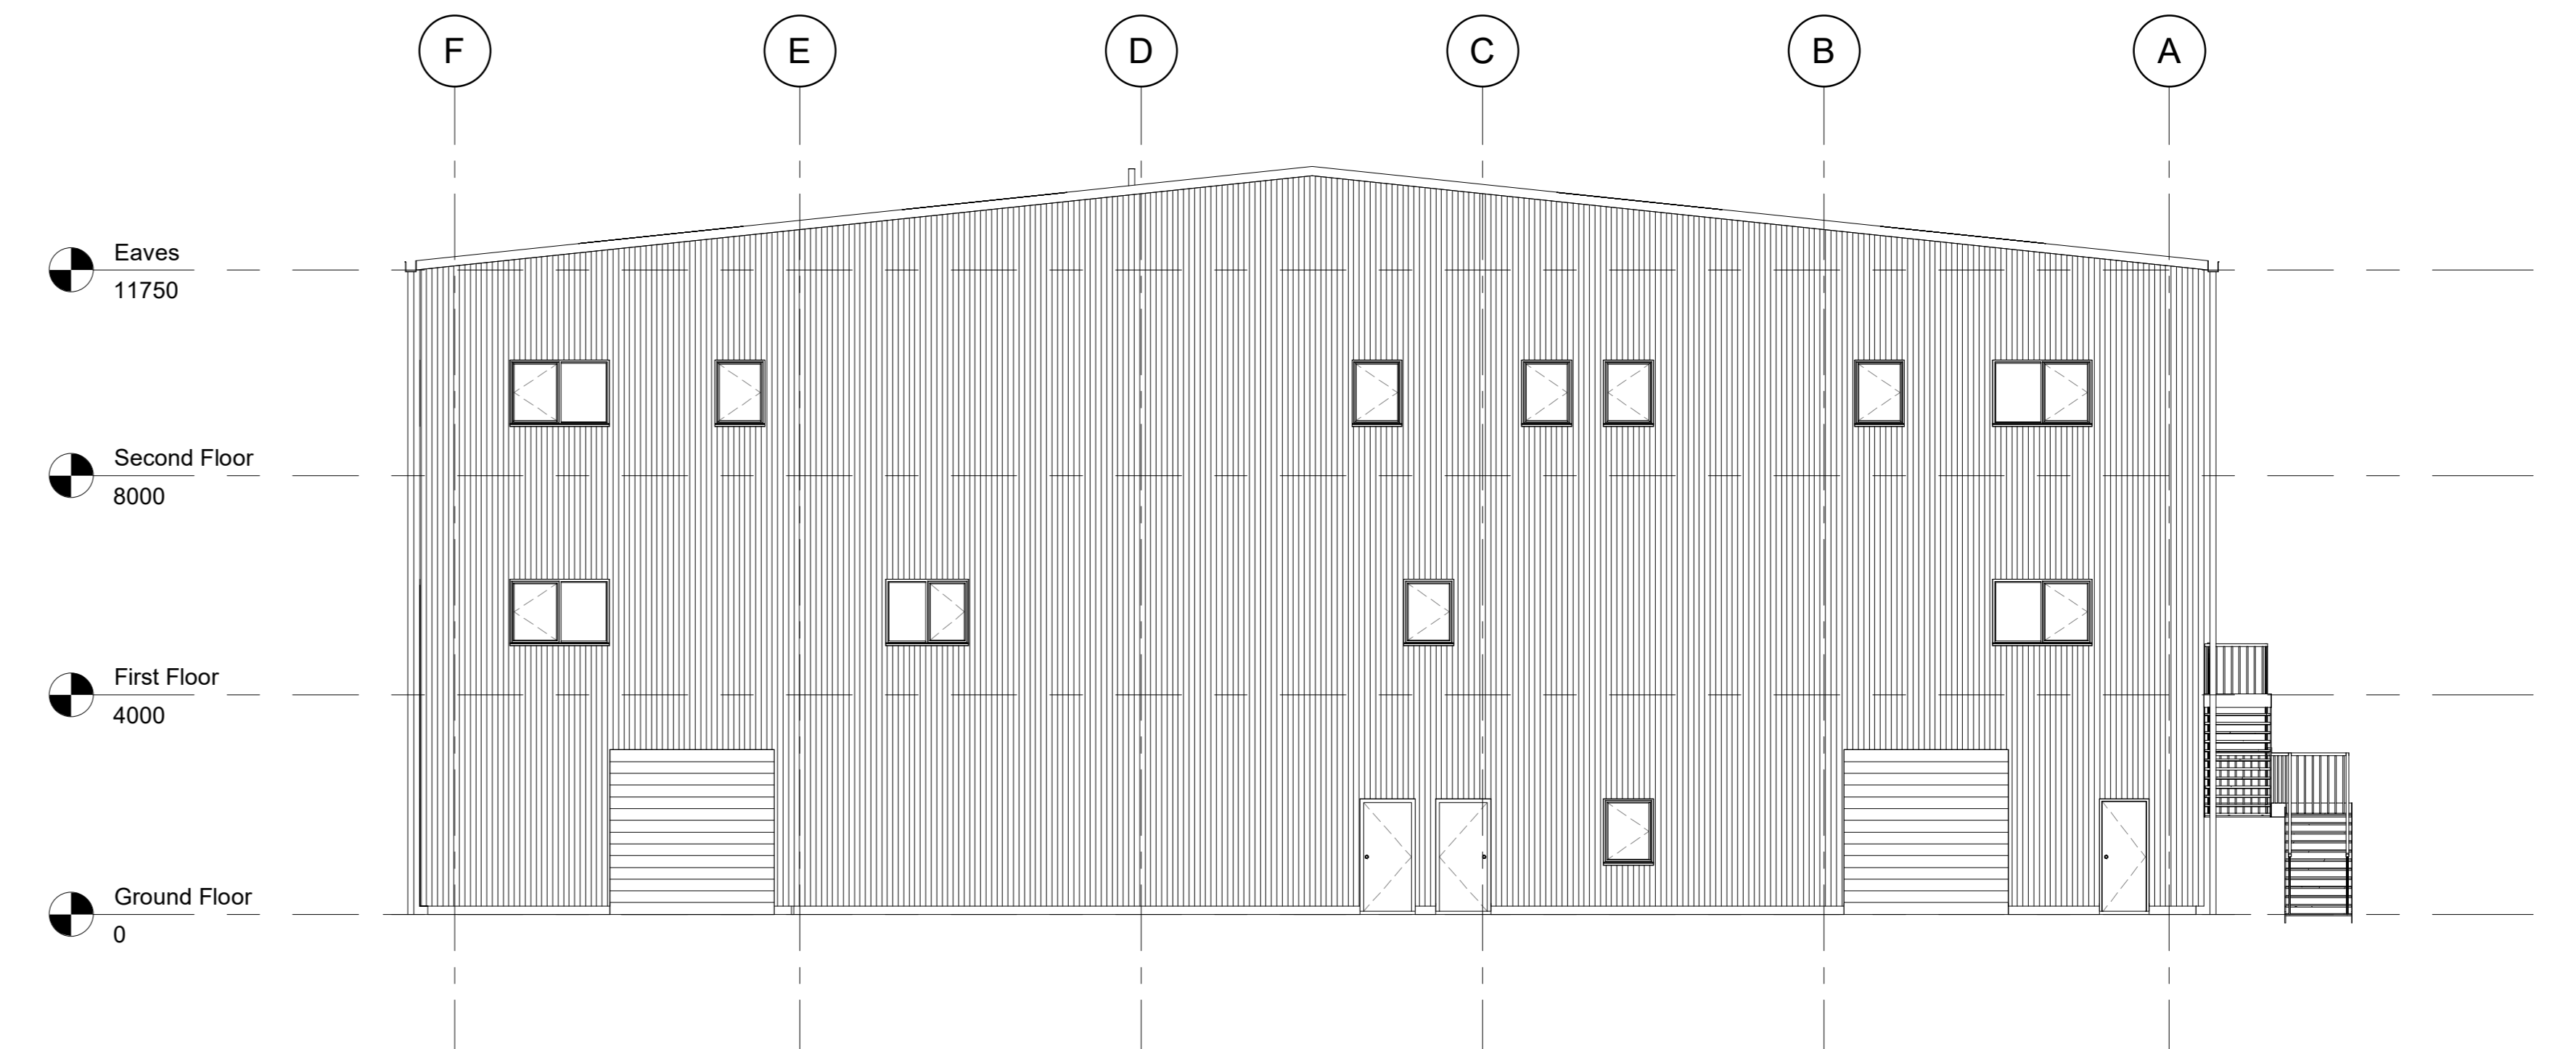 F E D C B A
Eaves
11750
Second Floor
8000
First Floor
4000
Ground Floor
0